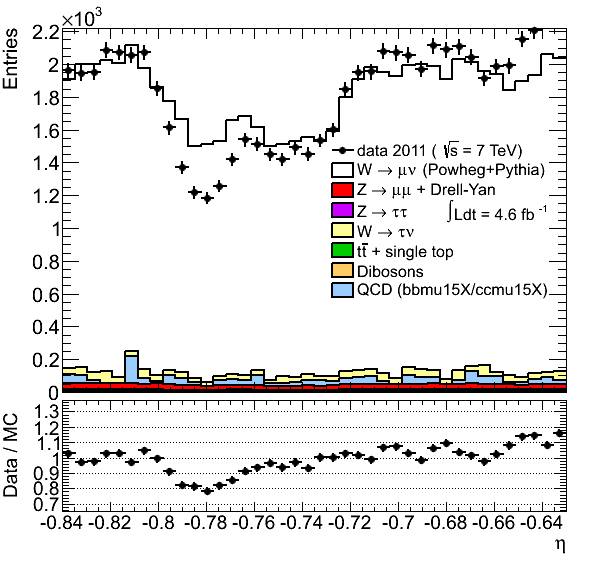 ×10³
Entries
2.2
2
1.8
1.6
1.4
1.2
1
0.8
0.6
0.4
0.2
0
data 2011 ( √s = 7 TeV)
W → μν (Powheg+Pythia)
Z → μμ + Drell-Yan
Z → ττ ∫Ldt = 4.6 fb⁻¹
W → τν
tt̄ + single top
Dibosons
QCD (bbmu15X/ccmu15X)
Data / MC
1.3
1.2
1.1
1
0.9
0.8
0.7
-0.84 -0.82 -0.8 -0.78 -0.76 -0.74 -0.72 -0.7 -0.68 -0.66 -0.64
η